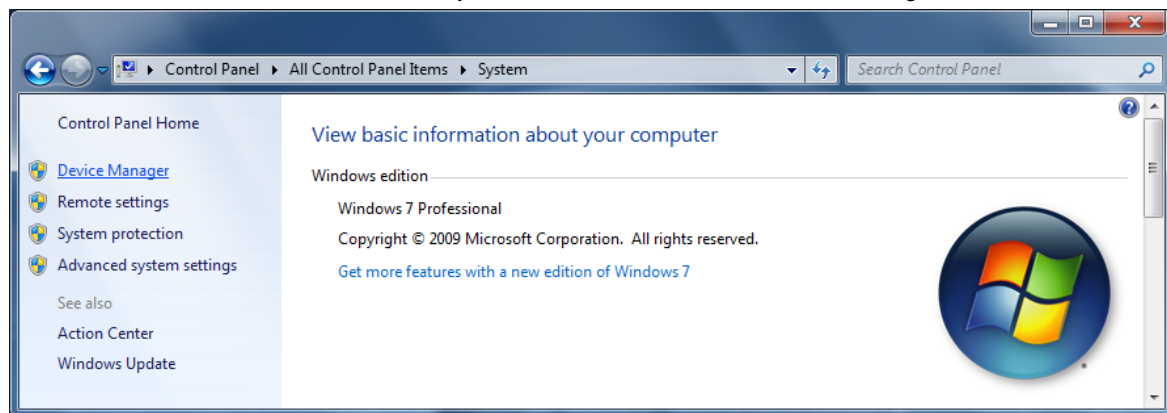 Control Panel ▸ All Control Panel Items ▸ System
Search Control Panel
Control Panel Home
Device Manager
Remote settings
System protection
Advanced system settings
See also
Action Center
Windows Update
View basic information about your computer
Windows edition
Windows 7 Professional
Copyright © 2009 Microsoft Corporation.  All rights reserved.
Get more features with a new edition of Windows 7